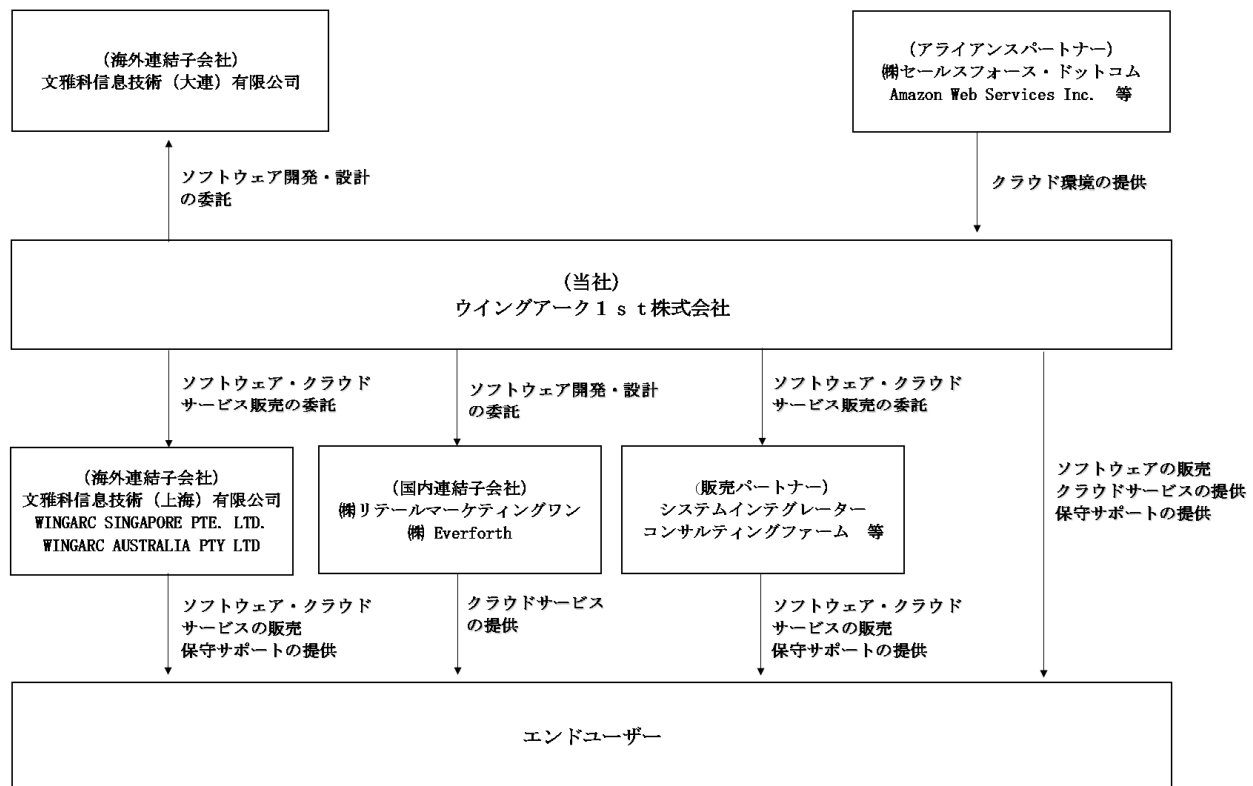 (海外連結子会社)
文雅科信息技術(大連)有限公司
(アライアンスパートナー)
㈱セールスフォース・ドットコム
Amazon Web Services Inc. 等
ソフトウェア開発・設計
の委託
クラウド環境の提供
(当社)
ウイングアーク1st株式会社
ソフトウェア・クラウド
サービス販売の委託
ソフトウェア開発・設計
の委託
ソフトウェア・クラウド
サービス販売の委託
(海外連結子会社)
文雅科信息技術(上海)有限公司
WINGARC SINGAPORE PTE. LTD.
WINGARC AUSTRALIA PTY LTD
(国内連結子会社)
㈱リテールマーケティングワン
㈱ Everforth
(販売パートナー)
システムインテグレーター
コンサルティングファーム 等
ソフトウェアの販売
クラウドサービスの提供
保守サポートの提供
ソフトウェア・クラウド
サービスの販売
保守サポートの提供
クラウドサービス
の提供
ソフトウェア・クラウド
サービスの販売
保守サポートの提供
エンドユーザー